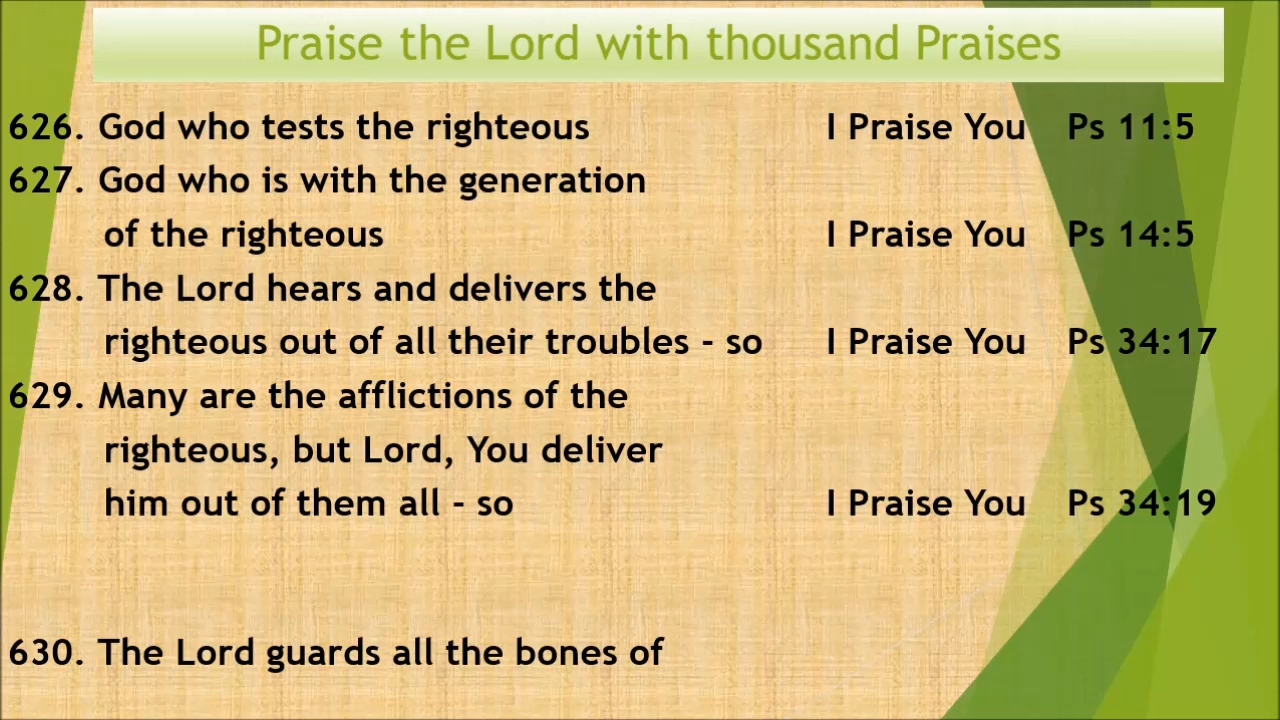 Praise the Lord with thousand Praises
626. God who tests the righteous I Praise You Ps 11:5
627. God who is with the generation
of the righteous I Praise You Ps 14:5
628. The Lord hears and delivers the
righteous out of all their troubles - so I Praise You Ps 34:17
629. Many are the afflictions of the
righteous, but Lord, You deliver
him out of them all - so I Praise You Ps 34:19
630. The Lord guards all the bones of